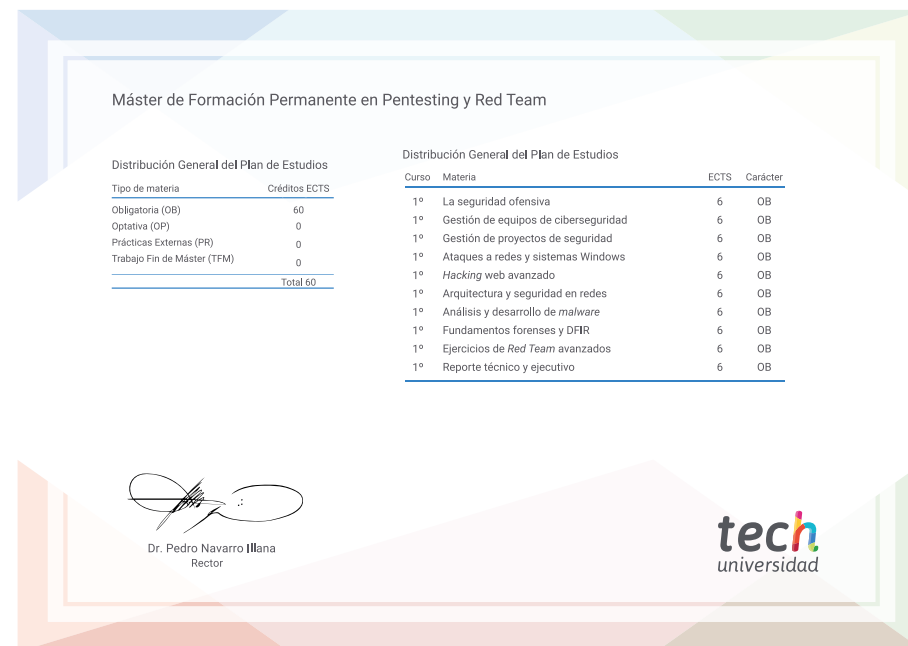 Máster de Formación Permanente en Pentesting y Red Team
Distribución General del Plan de Estudios
Tipo de materia Créditos ECTS
Obligatoria (OB) 60
Optativa (OP) 0
Prácticas Externas (PR) 0
Trabajo Fin de Máster (TFM) 0
Total 60
Distribución General del Plan de Estudios
Curso Materia ECTS Carácter
1º La seguridad ofensiva 6 OB
1º Gestión de equipos de ciberseguridad 6 OB
1º Gestión de proyectos de seguridad 6 OB
1º Ataques a redes y sistemas Windows 6 OB
1º Hacking web avanzado 6 OB
1º Arquitectura y seguridad en redes 6 OB
1º Análisis y desarrollo de malware 6 OB
1º Fundamentos forenses y DFIR 6 OB
1º Ejercicios de Red Team avanzados 6 OB
1º Reporte técnico y ejecutivo 6 OB
Dr. Pedro Navarro Illana
Rector
tech
universidad